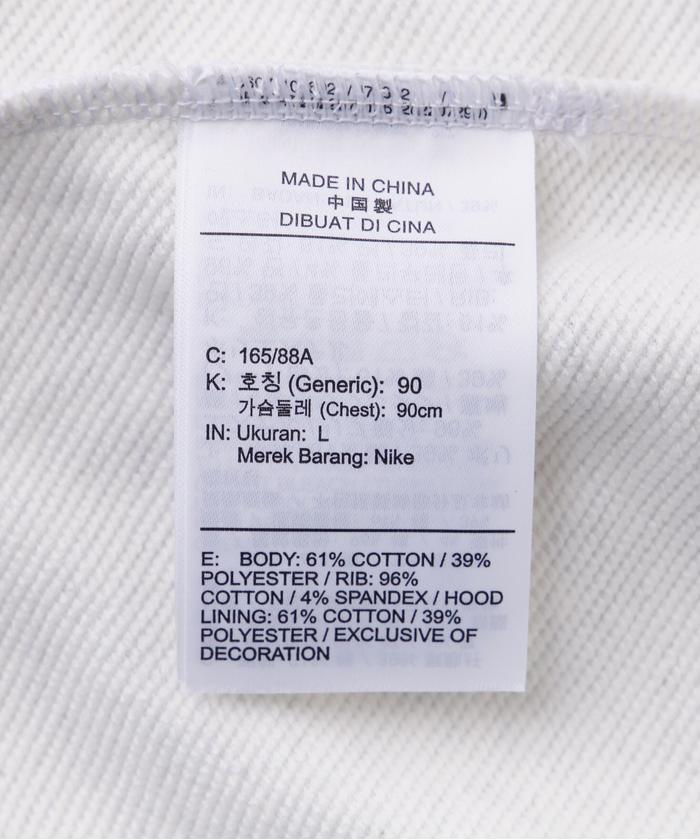 MADE IN CHINA
中国製
DIBUAT DI CINA
C: 165/88A
K: 호칭 (Generic): 90
가슴둘레 (Chest): 90cm
IN: Ukuran: L
Merek Barang: Nike
E: BODY: 61% COTTON / 39%
POLYESTER / RIB: 96%
COTTON / 4% SPANDEX / HOOD
LINING: 61% COTTON / 39%
POLYESTER / EXCLUSIVE OF
DECORATION